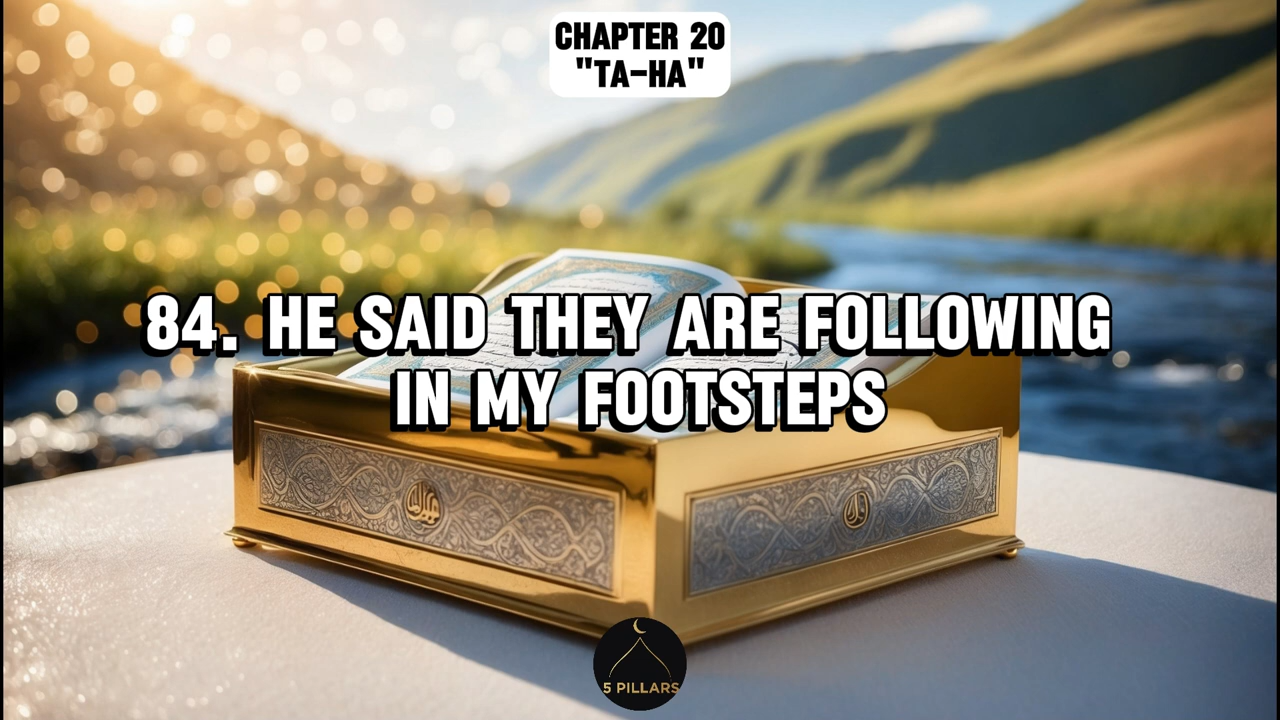 CHAPTER 20
"TA-HA"
84. HE SAID THEY ARE FOLLOWING
IN MY FOOTSTEPS
5 PILLARS